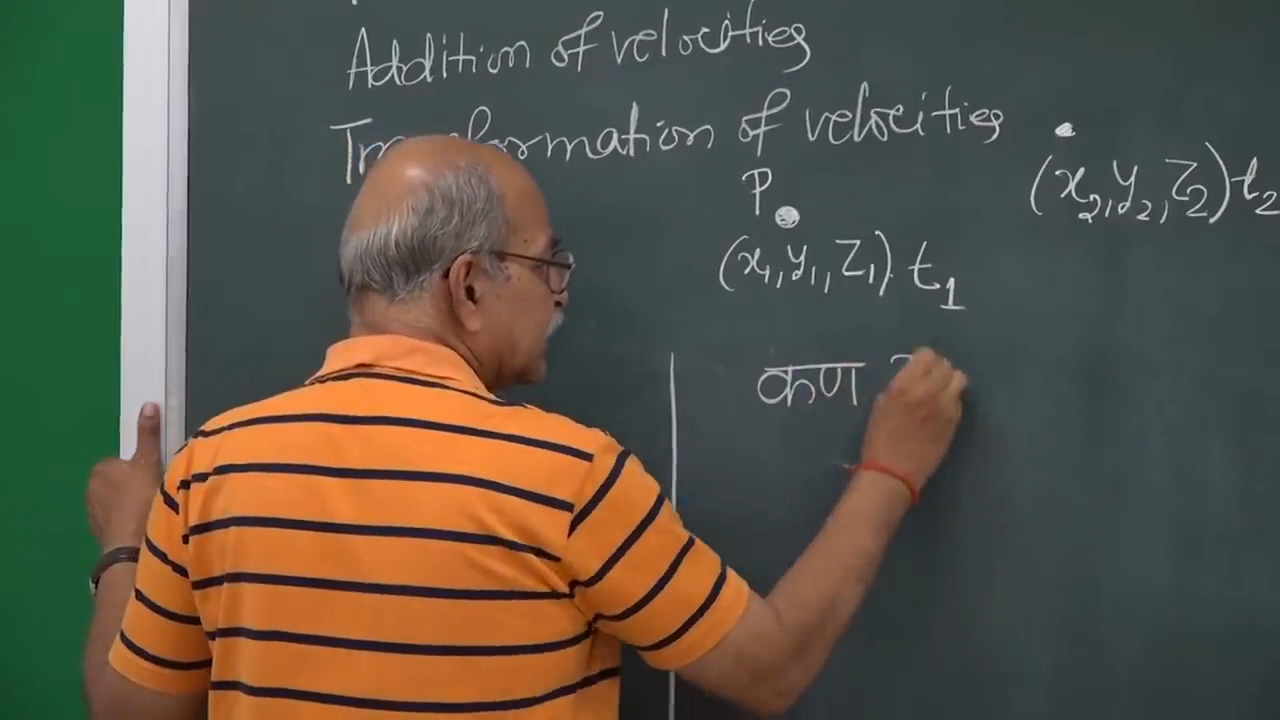 Addition of velocities
Transformation of velocities
P
(x₂, y₂, z₂) t₂
(x₁, y₁, z₁). t₁
कण